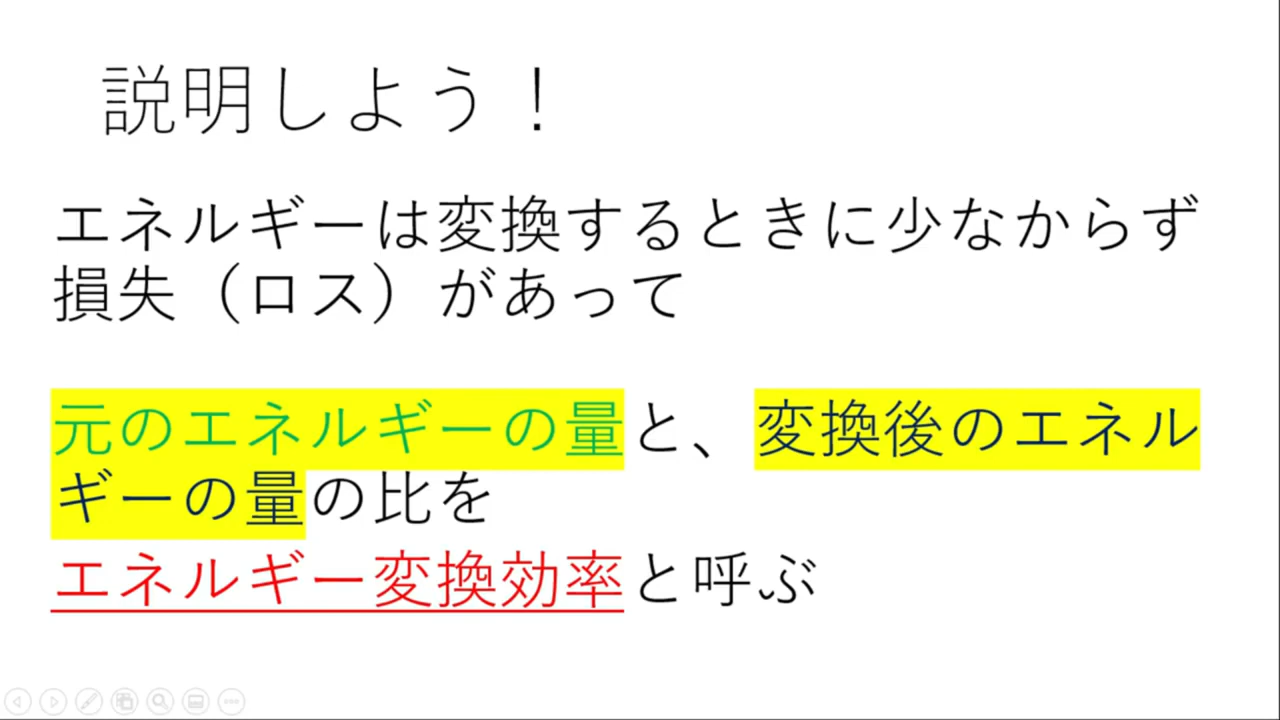 説明しよう！
エネルギーは変換するときに少なからず
損失（ロス）があって
元のエネルギーの量と、変換後のエネル
ギーの量の比を
エネルギー変換効率と呼ぶ